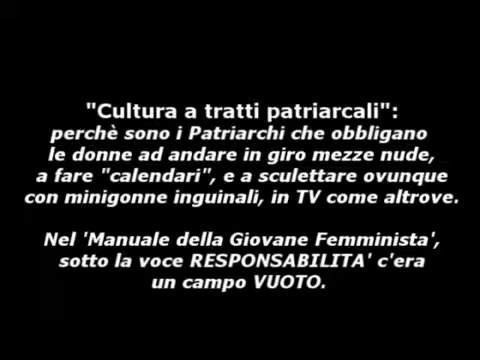 "Cultura a tratti patriarcali":
perchè sono i Patriarchi che obbligano
le donne ad andare in giro mezze nude,
a fare "calendari", e a sculettare ovunque
con minigonne inguinali, in TV come altrove.
Nel 'Manuale della Giovane Femminista',
sotto la voce RESPONSABILITA' c'era
un campo VUOTO.